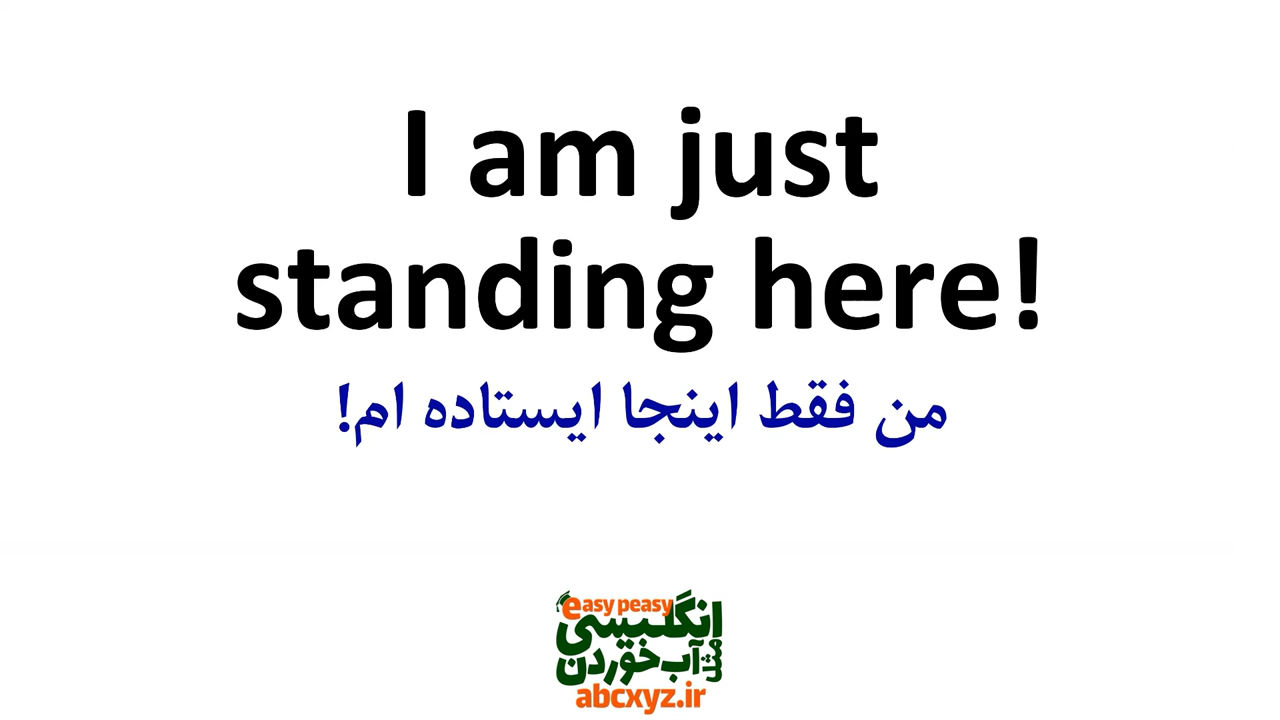 I am just
standing here!
من فقط اینجا ایستاده ام!
easy peasy
انگلیسی
مثل آب خوردن
abcxyz.ir